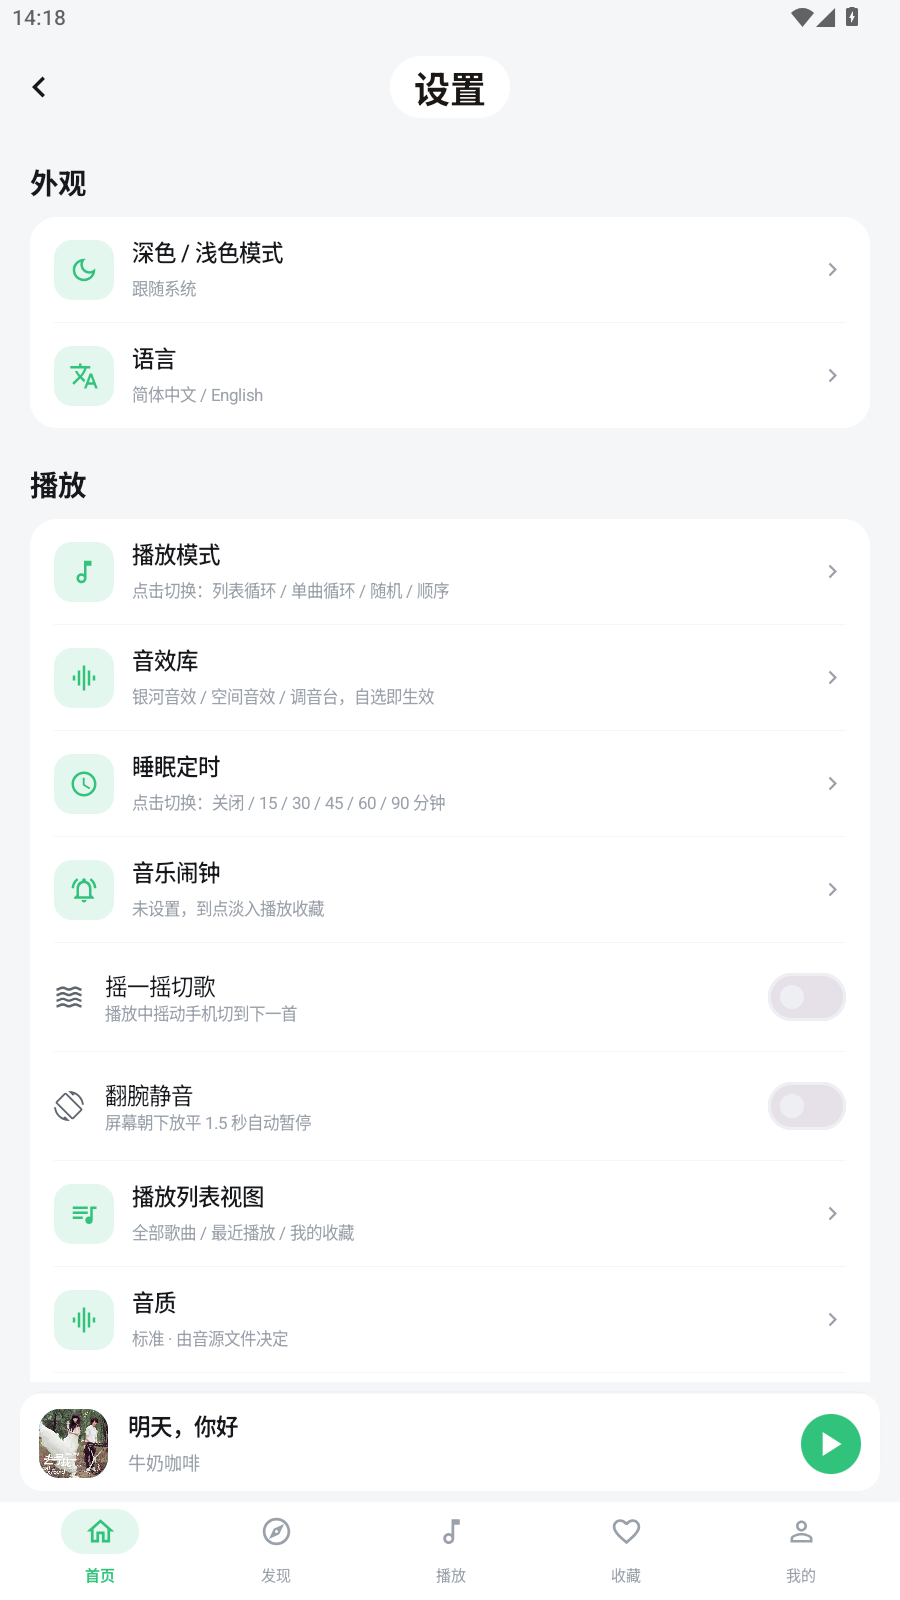 14:18
设置
外观
深色 / 浅色模式
跟随系统
语言
简体中文 / English
播放
播放模式
点击切换：列表循环 / 单曲循环 / 随机 / 顺序
音效库
银河音效 / 空间音效 / 调音台，自选即生效
睡眠定时
点击切换：关闭 / 15 / 30 / 45 / 60 / 90 分钟
音乐闹钟
未设置，到点淡入播放收藏
摇一摇切歌
播放中摇动手机切到下一首
翻腕静音
屏幕朝下放平 1.5 秒自动暂停
播放列表视图
全部歌曲 / 最近播放 / 我的收藏
音质
标准 · 由音源文件决定
明天，你好
牛奶咖啡
首页
发现
播放
收藏
我的